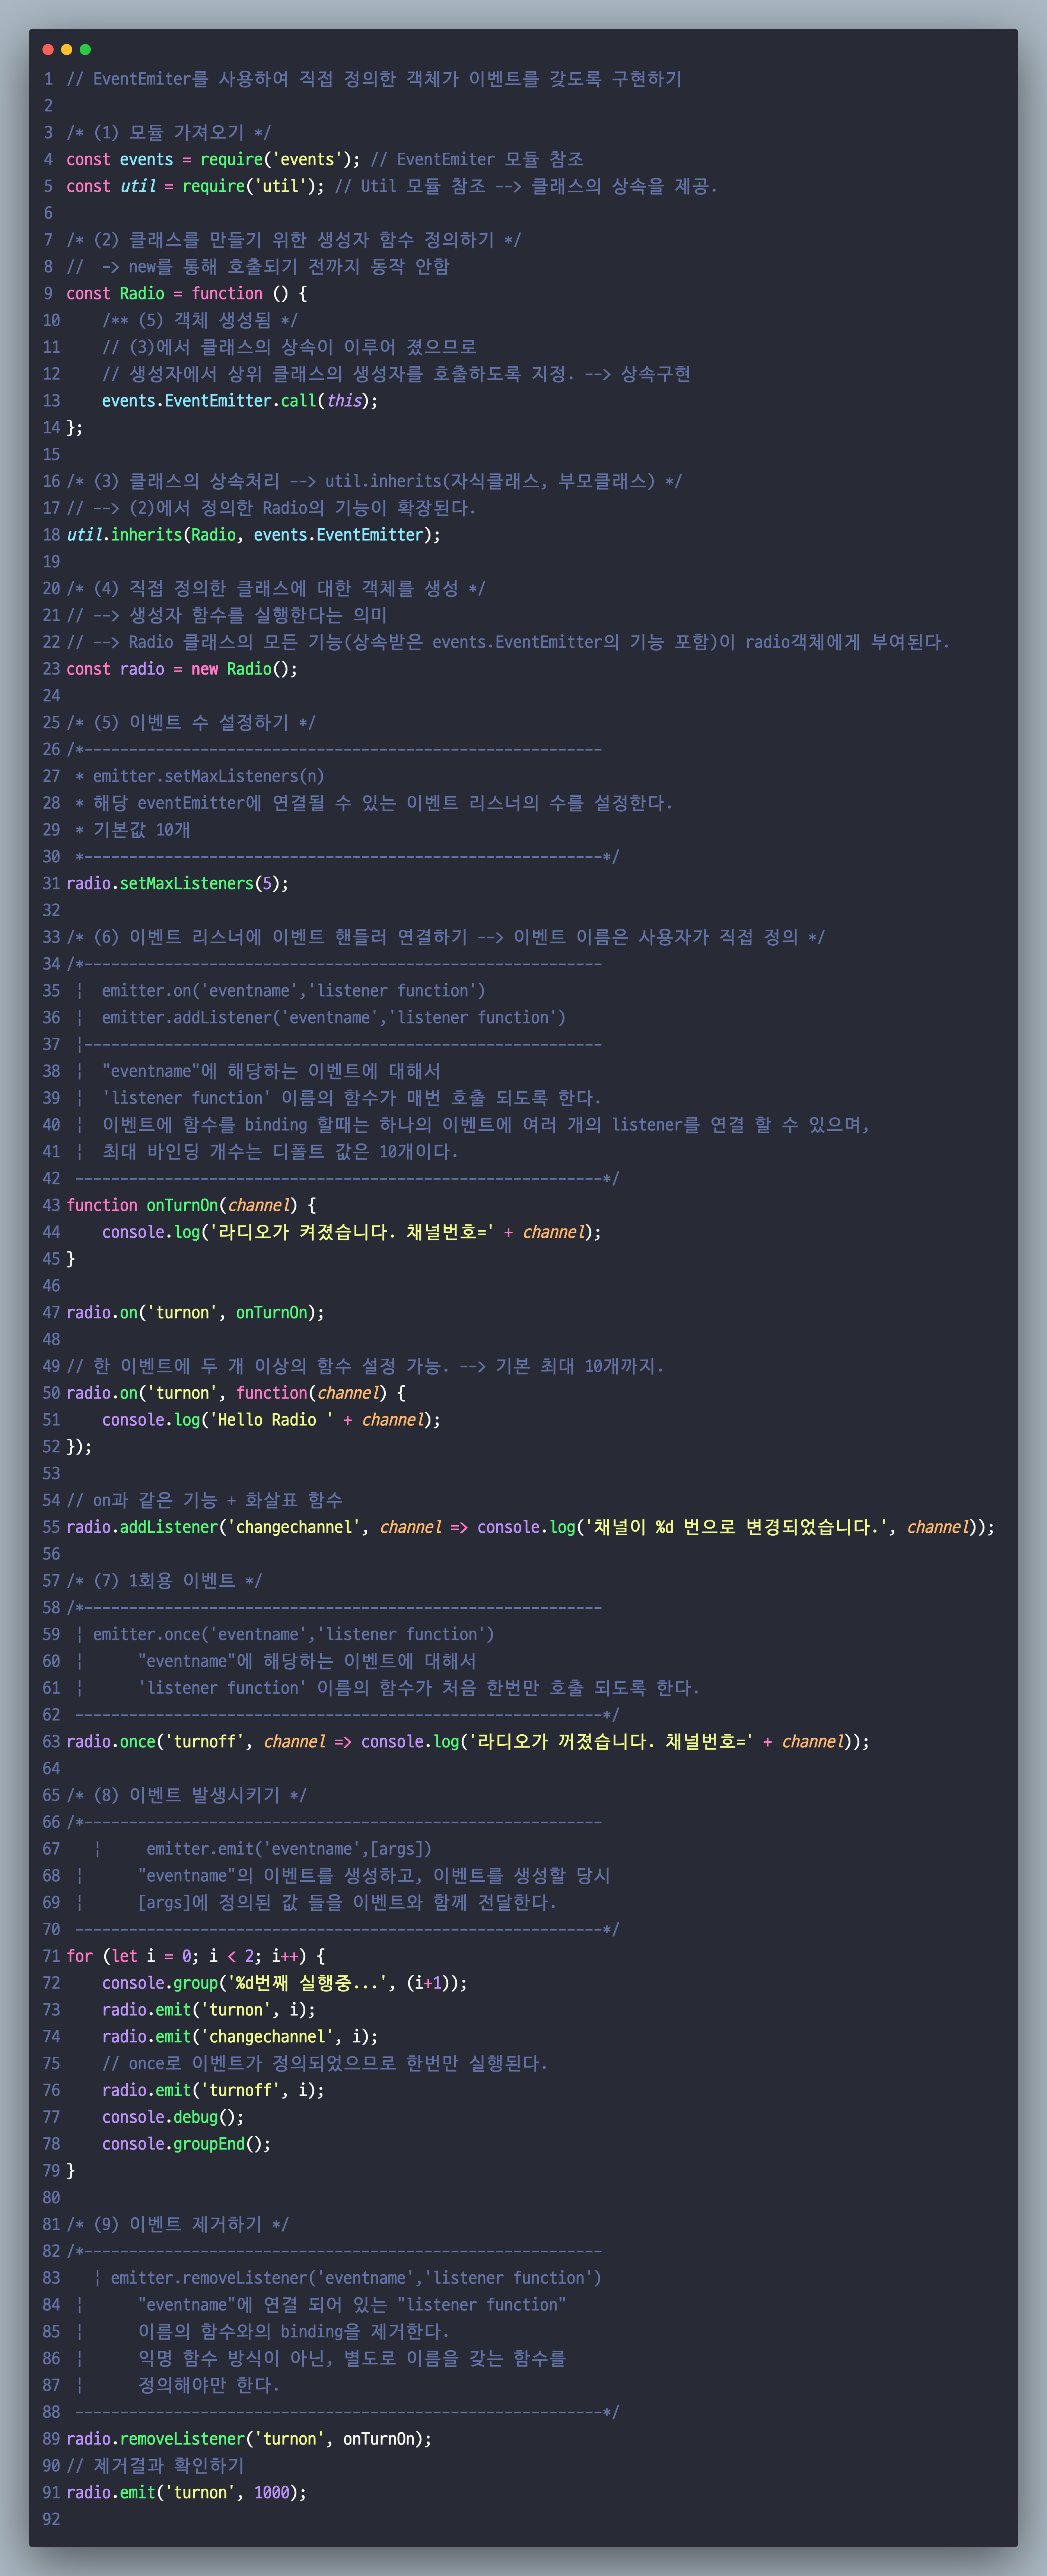 1 // EventEmiter를 사용하여 직접 정의한 객체가 이벤트를 갖도록 구현하기
2
3 /* (1) 모듈 가져오기 */
4 const events = require('events'); // EventEmiter 모듈 참조
5 const util = require('util'); // Util 모듈 참조 --> 클래스의 상속을 제공.
6
7 /* (2) 클래스를 만들기 위한 생성자 함수 정의하기 */
8 //  -> new를 통해 호출되기 전까지 동작 안함
9 const Radio = function () {
10     /** (5) 객체 생성됨 */
11     // (3)에서 클래스의 상속이 이루어 졌으므로
12     // 생성자에서 상위 클래스의 생성자를 호출하도록 지정. --> 상속구현
13     events.EventEmitter.call(this);
14 };
15
16 /* (3) 클래스의 상속처리 --> util.inherits(자식클래스, 부모클래스) */
17 // --> (2)에서 정의한 Radio의 기능이 확장된다.
18 util.inherits(Radio, events.EventEmitter);
19
20 /* (4) 직접 정의한 클래스에 대한 객체를 생성 */
21 // --> 생성자 함수를 실행한다는 의미
22 // --> Radio 클래스의 모든 기능(상속받은 events.EventEmitter의 기능 포함)이 radio객체에게 부여된다.
23 const radio = new Radio();
24
25 /* (5) 이벤트 수 설정하기 */
26 /*----------------------------------------------------------
27  * emitter.setMaxListeners(n)
28  * 해당 eventEmitter에 연결될 수 있는 이벤트 리스너의 수를 설정한다.
29  * 기본값 10개
30  *----------------------------------------------------------*/
31 radio.setMaxListeners(5);
32
33 /* (6) 이벤트 리스너에 이벤트 핸들러 연결하기 --> 이벤트 이름은 사용자가 직접 정의 */
34 /*----------------------------------------------------------
35  ¦  emitter.on('eventname','listener function')
36  ¦  emitter.addListener('eventname','listener function')
37  ¦----------------------------------------------------------
38  ¦  "eventname"에 해당하는 이벤트에 대해서
39  ¦  'listener function' 이름의 함수가 매번 호출 되도록 한다.
40  ¦  이벤트에 함수를 binding 할때는 하나의 이벤트에 여러 개의 listener를 연결 할 수 있으며,
41  ¦  최대 바인딩 개수는 디폴트 값은 10개이다.
42  -----------------------------------------------------------*/
43 function onTurnOn(channel) {
44     console.log('라디오가 켜졌습니다. 채널번호=' + channel);
45 }
46
47 radio.on('turnon', onTurnOn);
48
49 // 한 이벤트에 두 개 이상의 함수 설정 가능. --> 기본 최대 10개까지.
50 radio.on('turnon', function(channel) {
51     console.log('Hello Radio ' + channel);
52 });
53
54 // on과 같은 기능 + 화살표 함수
55 radio.addListener('changechannel', channel => console.log('채널이 %d 번으로 변경되었습니다.', channel));
56
57 /* (7) 1회용 이벤트 */
58 /*----------------------------------------------------------
59  ¦ emitter.once('eventname','listener function')
60  ¦      "eventname"에 해당하는 이벤트에 대해서
61  ¦      'listener function' 이름의 함수가 처음 한번만 호출 되도록 한다.
62  -----------------------------------------------------------*/
63 radio.once('turnoff', channel => console.log('라디오가 꺼졌습니다. 채널번호=' + channel));
64
65 /* (8) 이벤트 발생시키기 */
66 /*----------------------------------------------------------
67    ¦     emitter.emit('eventname',[args])
68  ¦      "eventname"의 이벤트를 생성하고, 이벤트를 생성할 당시
69  ¦      [args]에 정의된 값 들을 이벤트와 함께 전달한다.
70  -----------------------------------------------------------*/
71 for (let i = 0; i < 2; i++) {
72     console.group('%d번째 실행중...', (i+1));
73     radio.emit('turnon', i);
74     radio.emit('changechannel', i);
75     // once로 이벤트가 정의되었으므로 한번만 실행된다.
76     radio.emit('turnoff', i);
77     console.debug();
78     console.groupEnd();
79 }
80
81 /* (9) 이벤트 제거하기 */
82 /*----------------------------------------------------------
83    ¦ emitter.removeListener('eventname','listener function')
84  ¦      "eventname"에 연결 되어 있는 "listener function"
85  ¦      이름의 함수와의 binding을 제거한다.
86  ¦      익명 함수 방식이 아닌, 별도로 이름을 갖는 함수를
87  ¦      정의해야만 한다.
88  -----------------------------------------------------------*/
89 radio.removeListener('turnon', onTurnOn);
90 // 제거결과 확인하기
91 radio.emit('turnon', 1000);
92